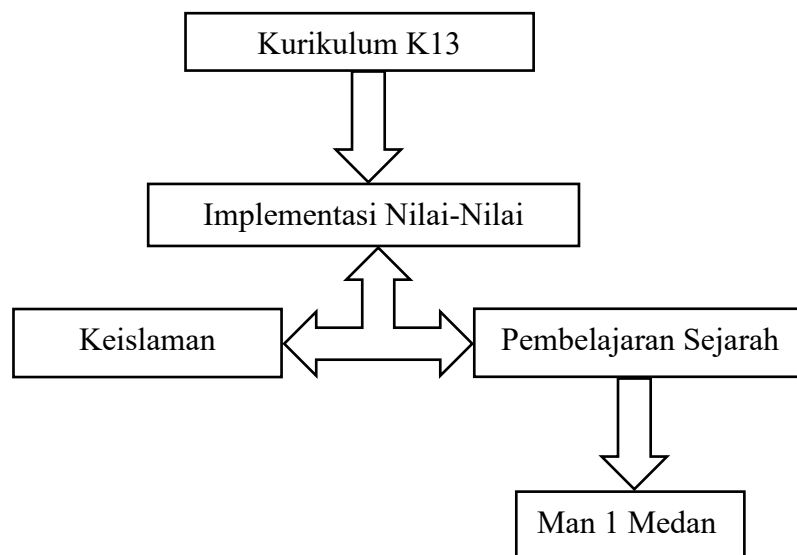 Kurikulum K13
Implementasi Nilai-Nilai
Keislaman
Pembelajaran Sejarah
Man 1 Medan